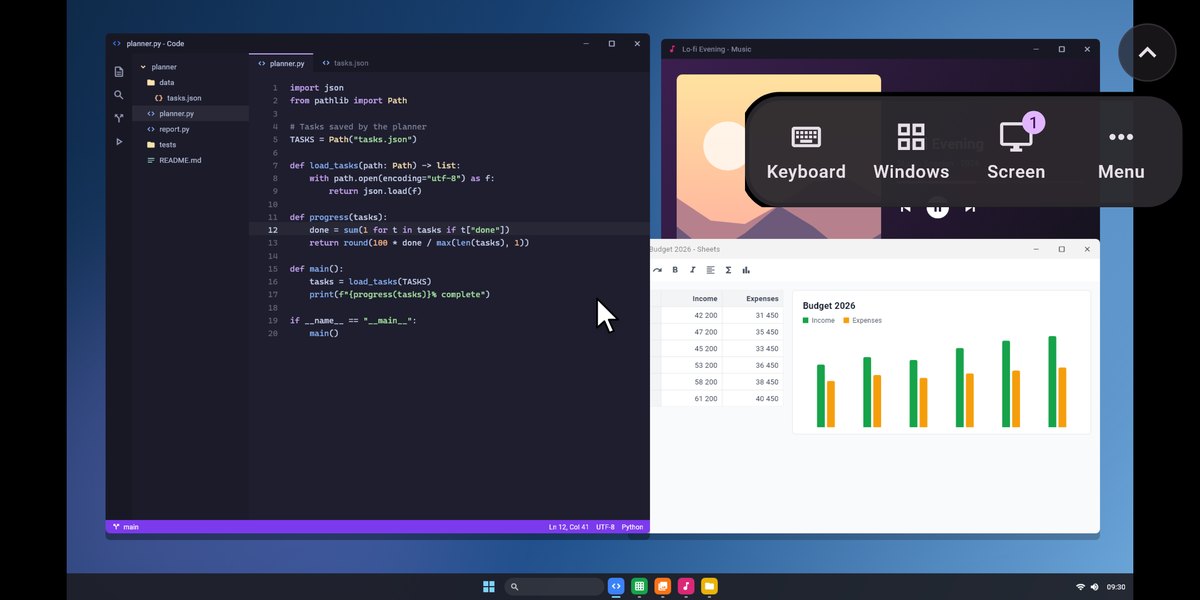 planner.py - Code
planner
data
tasks.json
planner.py
report.py
tests
README.md
planner.py
tasks.json
1 import json
2 from pathlib import Path
3
4 # Tasks saved by the planner
5 TASKS = Path("tasks.json")
6
7 def load_tasks(path: Path) -> list:
8 with path.open(encoding="utf-8") as f:
9 return json.load(f)
10
11 def progress(tasks):
12 done = sum(1 for t in tasks if t["done"])
13 return round(100 * done / max(len(tasks), 1))
14
15 def main():
16 tasks = load_tasks(TASKS)
17 print(f"{progress(tasks)}% complete")
18
19 if __name__ == "__main__":
20 main()
main
Ln 12, Col 41 UTF-8 Python
Lo-fi Evening - Music
Evening
1
Keyboard Windows Screen Menu
Budget 2026 - Sheets
B I Σ
Income Expenses
42 200 31 450
47 200 35 450
45 200 33 450
53 200 36 450
58 200 38 450
61 200 40 450
Budget 2026
Income Expenses
09:30